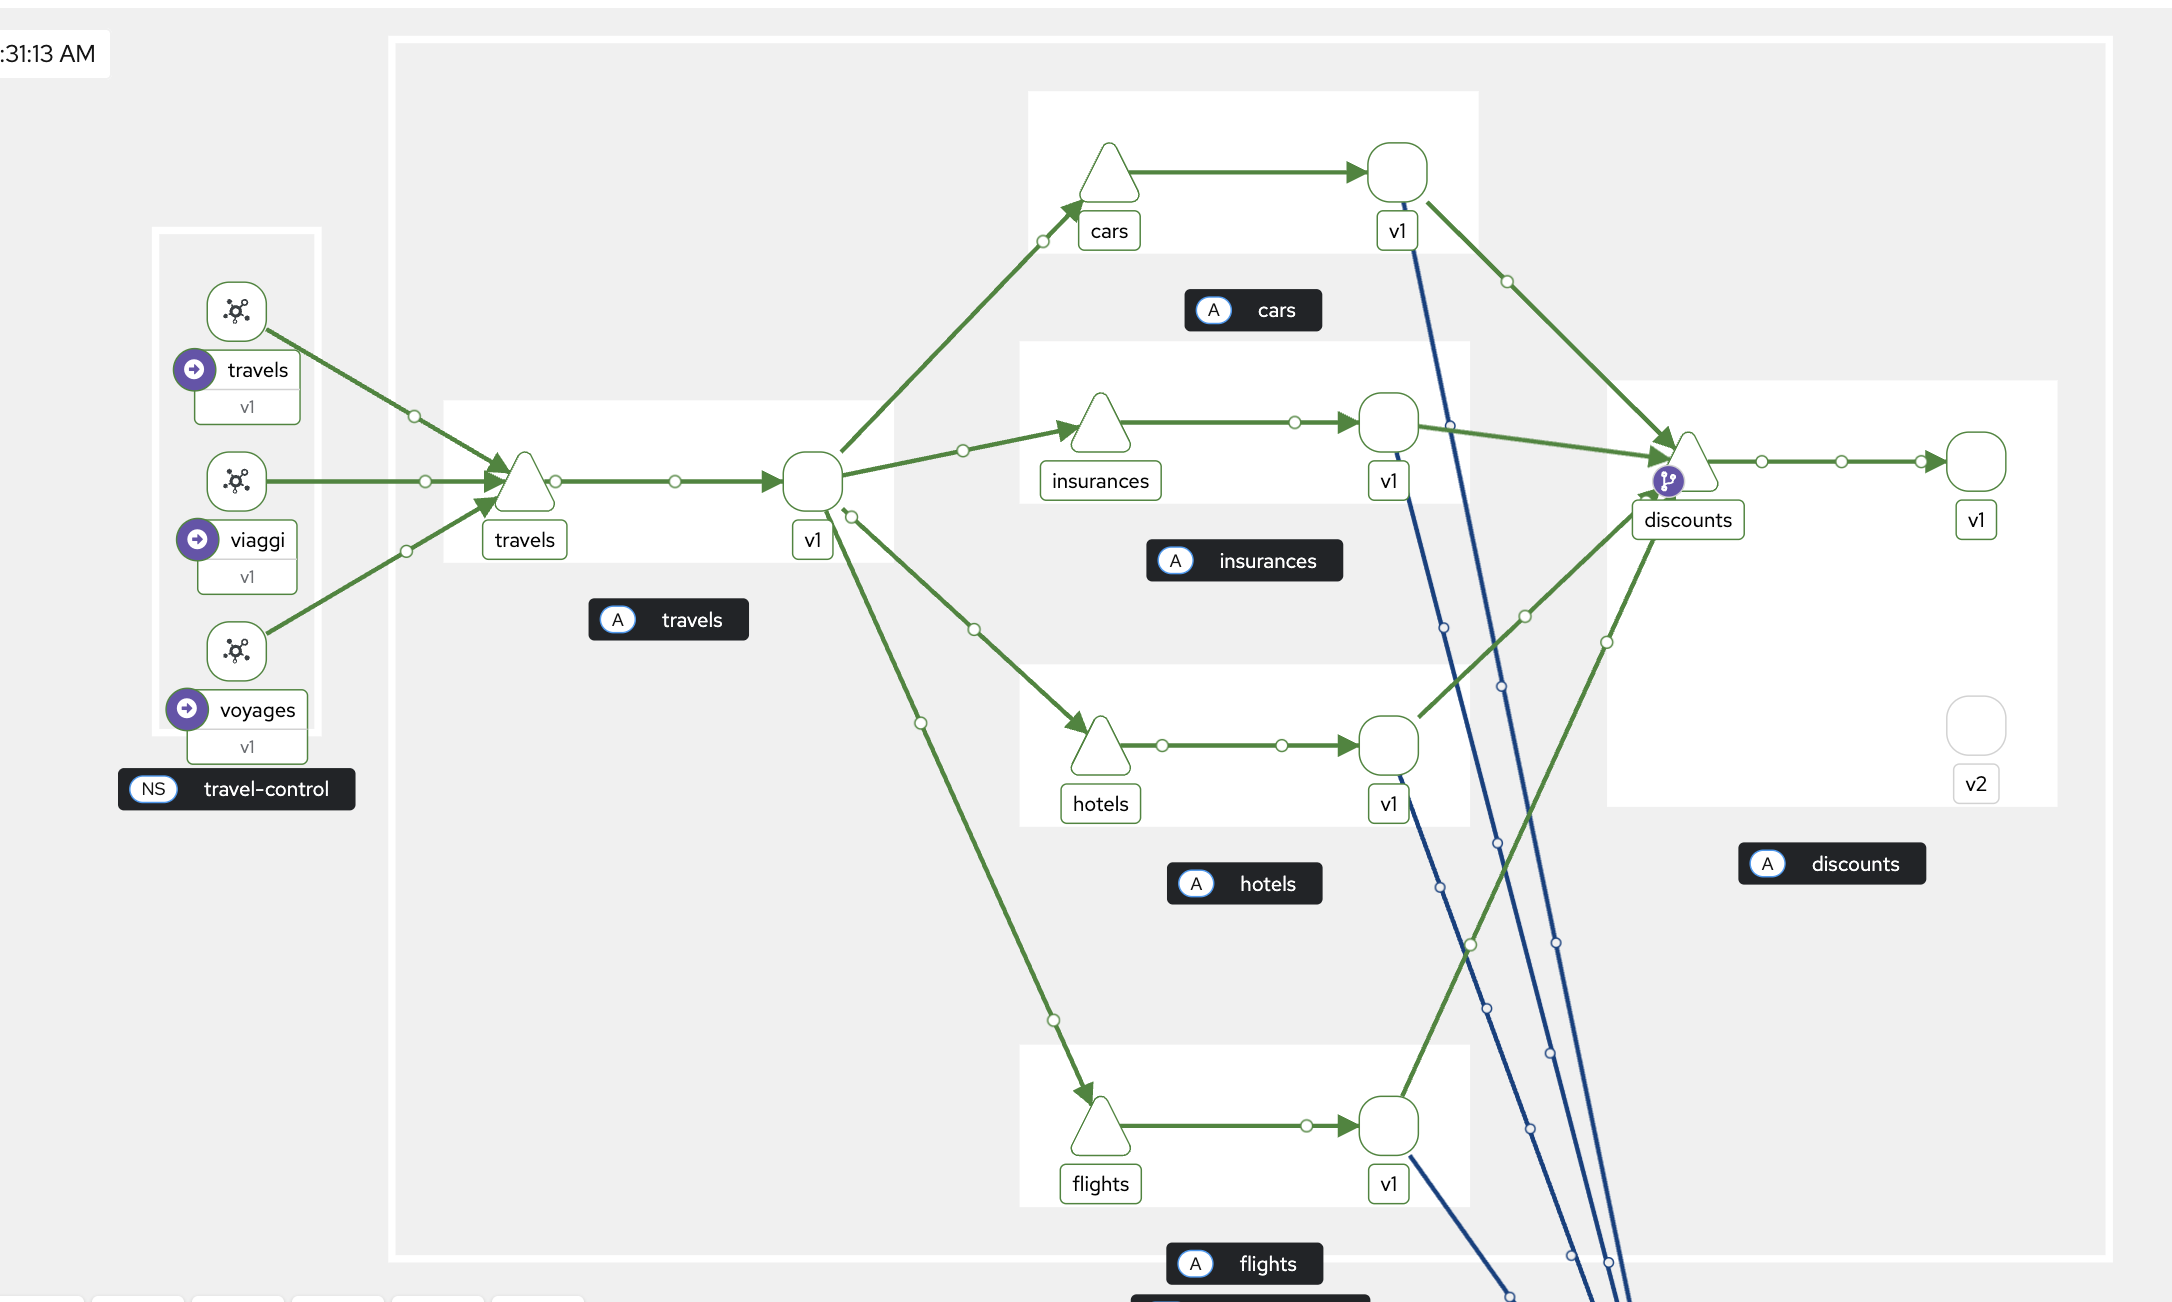 :31:13 AM
cars
v1
A cars
travels
v1
insurances
v1
discounts
v1
viaggi
v1
travels
v1
A insurances
A travels
voyages
v1
NS travel-control
hotels
v1
v2
A discounts
A hotels
flights
v1
A flights